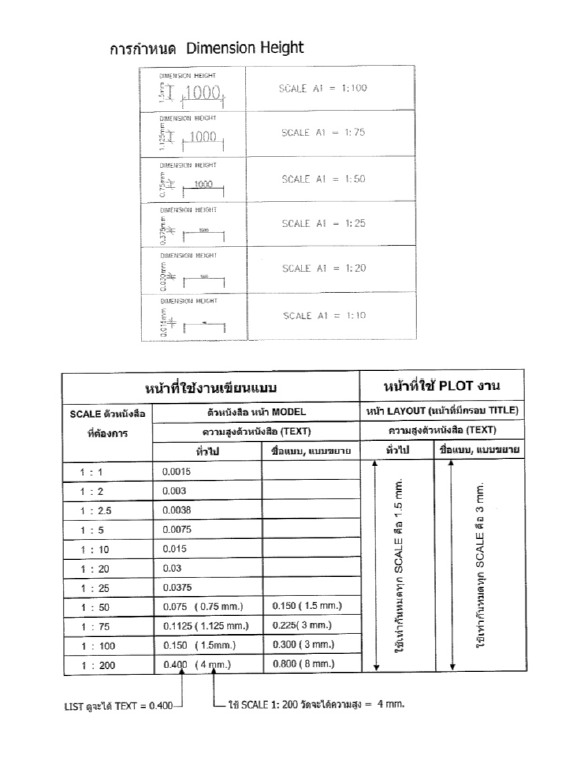 การกำหนด Dimension Height
DIMENSION HEIGHT
1.5mm 1000
SCALE A1 = 1:100
DIMENSION HEIGHT
1.125mm 1000
SCALE A1 = 1:75
DIMENSION HEIGHT
0.75mm 1000
SCALE A1 = 1:50
DIMENSION HEIGHT
0.375mm
SCALE A1 = 1:25
DIMENSION HEIGHT
0.030mm
SCALE A1 = 1:20
DIMENSION HEIGHT
0.015mm
SCALE A1 = 1:10
หน้าที่ใช้งานเขียนแบบ หน้าที่ใช้ PLOT งาน
SCALE ตัวหนังสือ ตัวหนังสือ หน้า MODEL หน้า LAYOUT (หน้าที่มีกรอบ TITLE)
ที่ต้องการ ความสูงตัวหนังสือ (TEXT) ความสูงตัวหนังสือ (TEXT)
ทั่วไป ชื่อแบบ, แบบขยาย ทั่วไป ชื่อแบบ, แบบขยาย
1 : 1 0.0015
1 : 2 0.003
1 : 2.5 0.0038
1 : 5 0.0075
1 : 10 0.015
1 : 20 0.03
1 : 25 0.0375
1 : 50 0.075 ( 0.75 mm.) 0.150 ( 1.5 mm.)
1 : 75 0.1125 ( 1.125 mm.) 0.225( 3 mm.)
1 : 100 0.150 ( 1.5mm.) 0.300 ( 3 mm.)
1 : 200 0.400 ( 4 mm.) 0.800 ( 8 mm.)
ใช้เท่ากันหมดทุก SCALE คือ 1.5 mm.
ใช้เท่ากันหมดทุก SCALE คือ 3 mm.
LIST ดูจะได้ TEXT = 0.400
ใช้ SCALE 1: 200 วัดจะได้ความสูง = 4 mm.